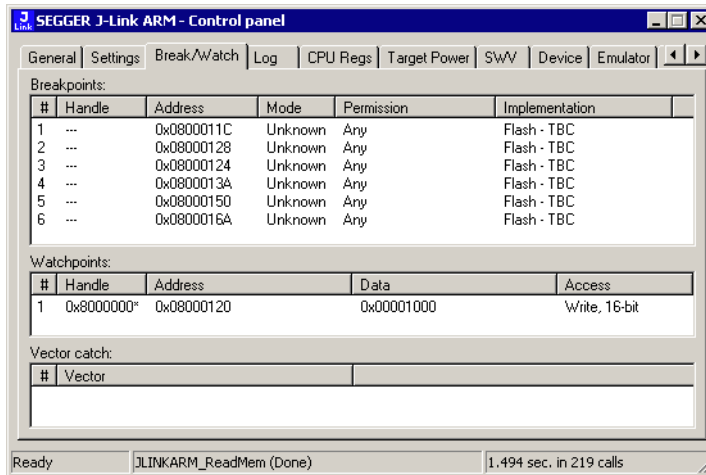 J Link SEGGER J-Link ARM - Control panel
General Settings Break/Watch Log CPU Regs Target Power SWV Device Emulator
Breakpoints:
# Handle Address Mode Permission Implementation
1 --- 0x0800011C Unknown Any Flash - TBC
2 --- 0x08000128 Unknown Any Flash - TBC
3 --- 0x08000124 Unknown Any Flash - TBC
4 --- 0x0800013A Unknown Any Flash - TBC
5 --- 0x08000150 Unknown Any Flash - TBC
6 --- 0x0800016A Unknown Any Flash - TBC
Watchpoints:
# Handle Address Data Access
1 0x8000000* 0x08000120 0x00001000 Write, 16-bit
Vector catch:
# Vector
Ready JLINKARM_ReadMem (Done) 1.494 sec. in 219 calls